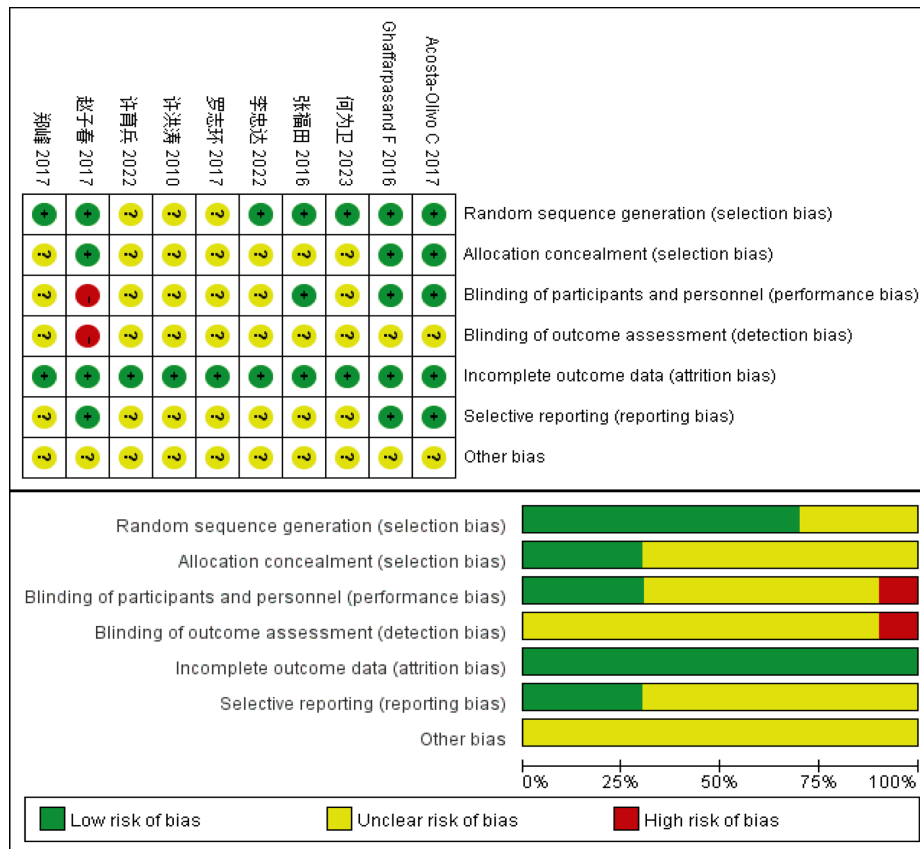 郑峰 2017
赵子春 2017
许育兵 2022
许洪涛 2010
罗志环 2017
李忠达 2022
张福田 2016
何为卫 2023
Ghaffarpasand F 2016
Acosta-Olivo C 2017
+ + ? ? ? + + + + + Random sequence generation (selection bias)
? + ? ? ? ? ? ? + + Allocation concealment (selection bias)
? – ? ? ? ? + ? + + Blinding of participants and personnel (performance bias)
? – ? ? ? ? ? ? ? ? Blinding of outcome assessment (detection bias)
+ + + + + + + + + + Incomplete outcome data (attrition bias)
? + ? ? ? ? ? ? + + Selective reporting (reporting bias)
? ? ? ? ? ? ? ? ? ? Other bias
Random sequence generation (selection bias)
Allocation concealment (selection bias)
Blinding of participants and personnel (performance bias)
Blinding of outcome assessment (detection bias)
Incomplete outcome data (attrition bias)
Selective reporting (reporting bias)
Other bias
0% 25% 50% 75% 100%
Low risk of bias Unclear risk of bias High risk of bias